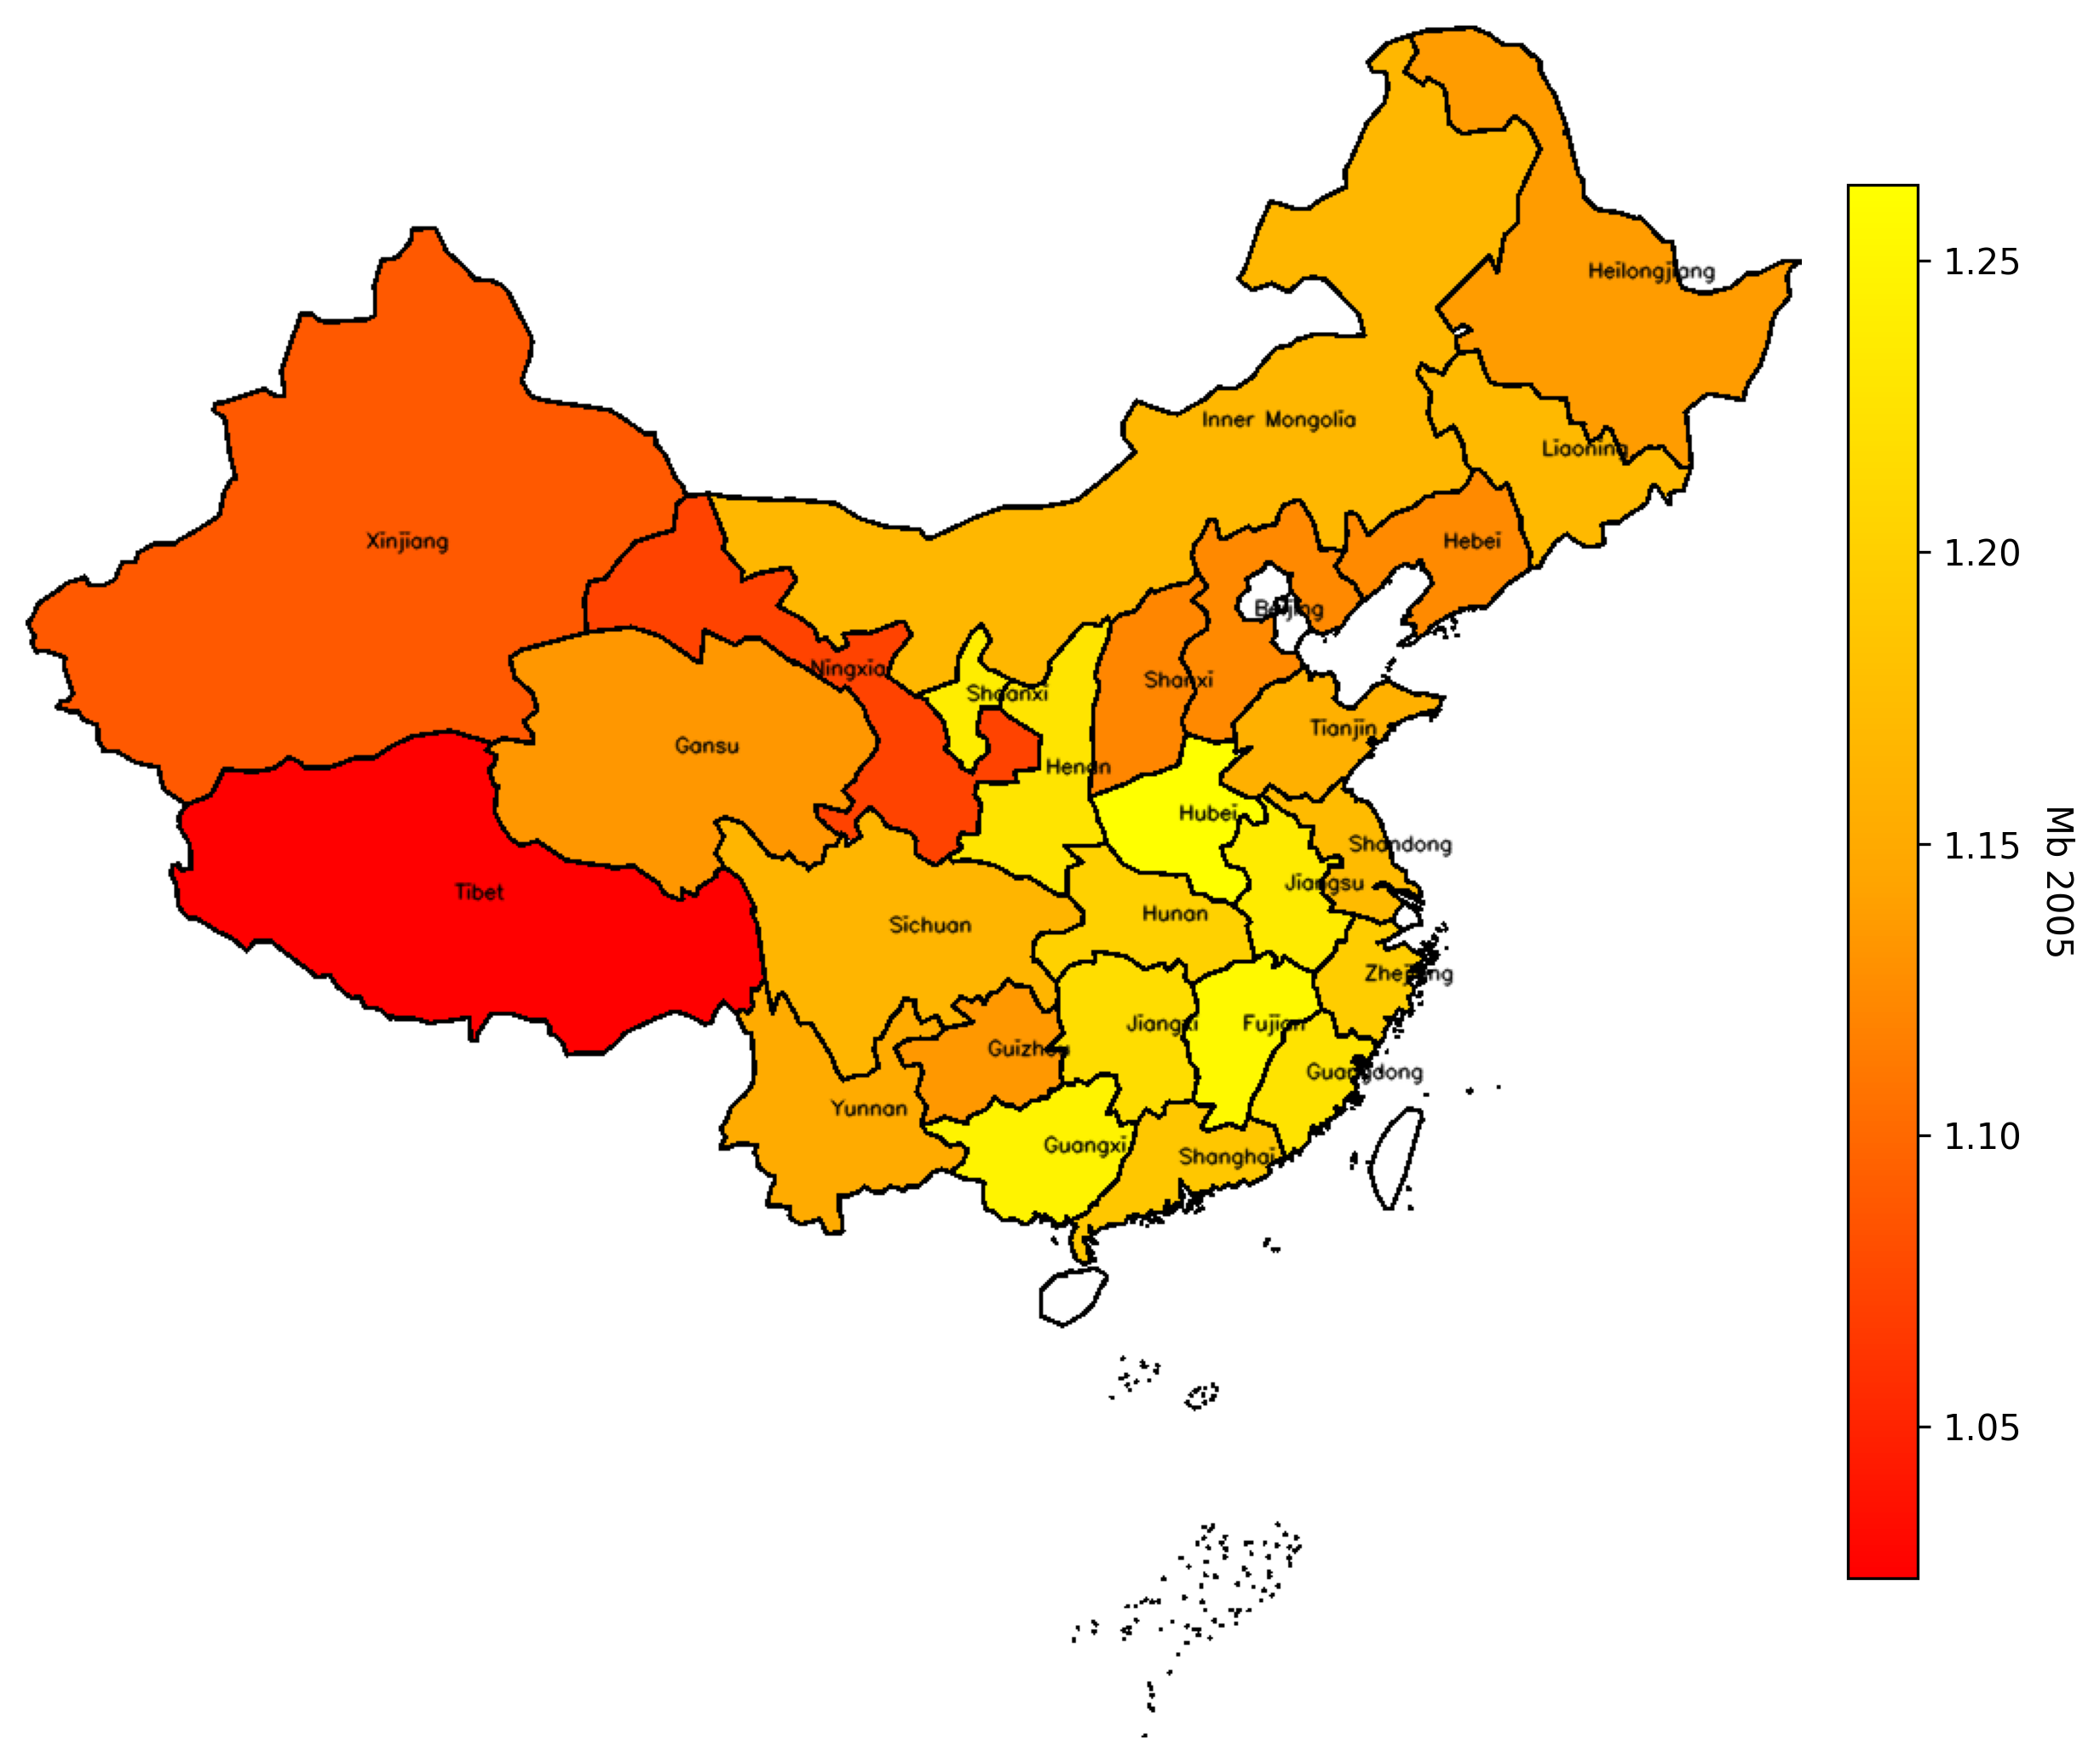 Heilongjiang
1.25
Inner Mongolia
Liaoning
Xinjiang
Hebei
1.20
Beijing
Ningxia
Shaanxi
Shanxi
Gansu
Tianjin
Henan
Hubei
Shandong
1.15
Mb 2005
Tibet
Jiangsu
Sichuan
Hunan
Zhejiang
Jiangxi
Fujian
Guizhou
Guangdong
Yunnan
1.10
Guangxi
Shanghai
1.05